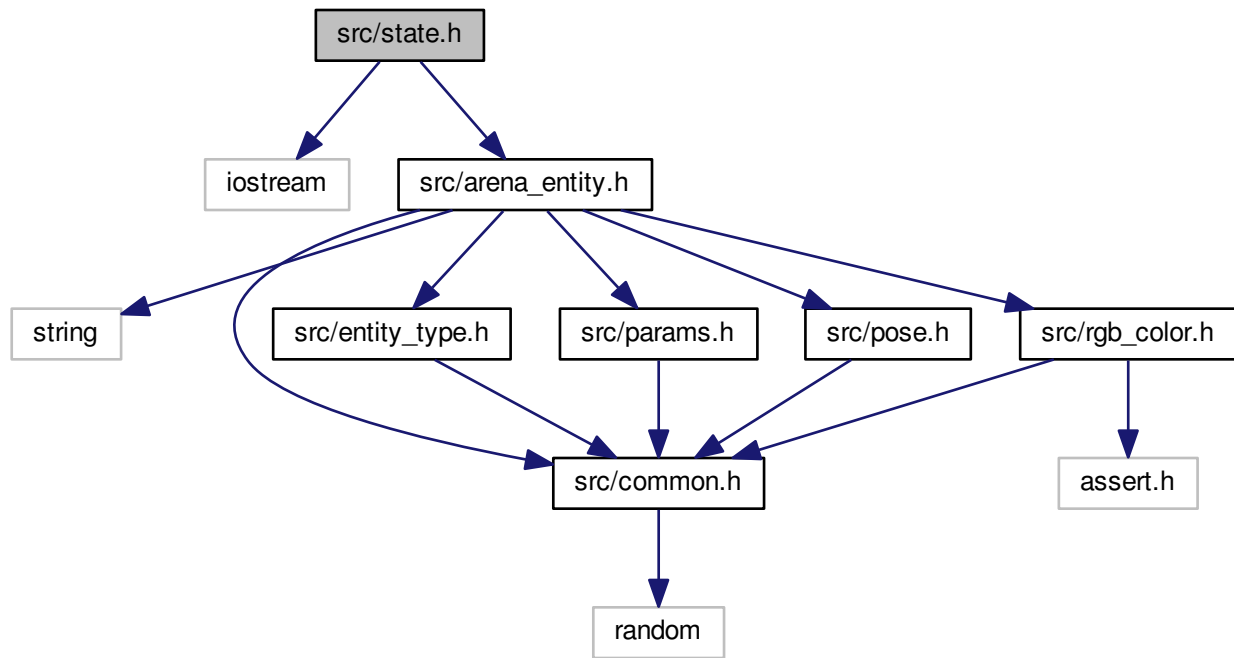 src/state.h
iostream
src/arena_entity.h
string
src/entity_type.h
src/params.h
src/pose.h
src/rgb_color.h
src/common.h
assert.h
random